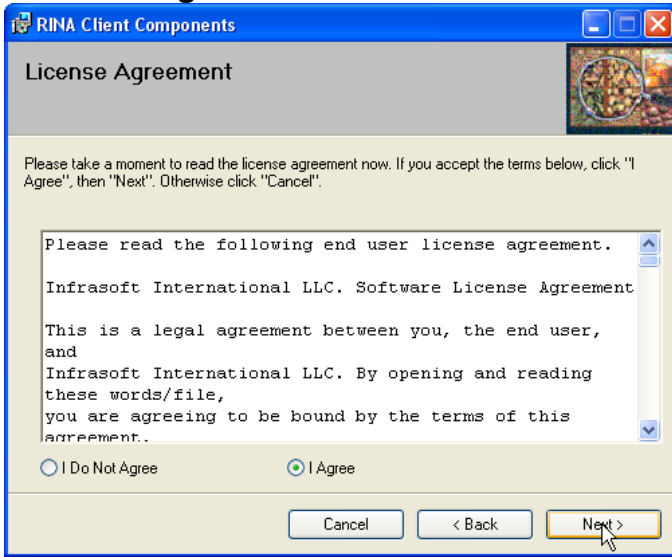 RINA Client Components
License Agreement
Please take a moment to read the license agreement now. If you accept the terms below, click "I
Agree", then "Next". Otherwise click "Cancel".
Please read the following end user license agreement.
Infrasoft International LLC. Software License Agreement
This is a legal agreement between you, the end user,
and
Infrasoft International LLC. By opening and reading
these words/file,
you are agreeing to be bound by the terms of this
agreement.
I Do Not Agree
I Agree
Cancel
< Back
Next >